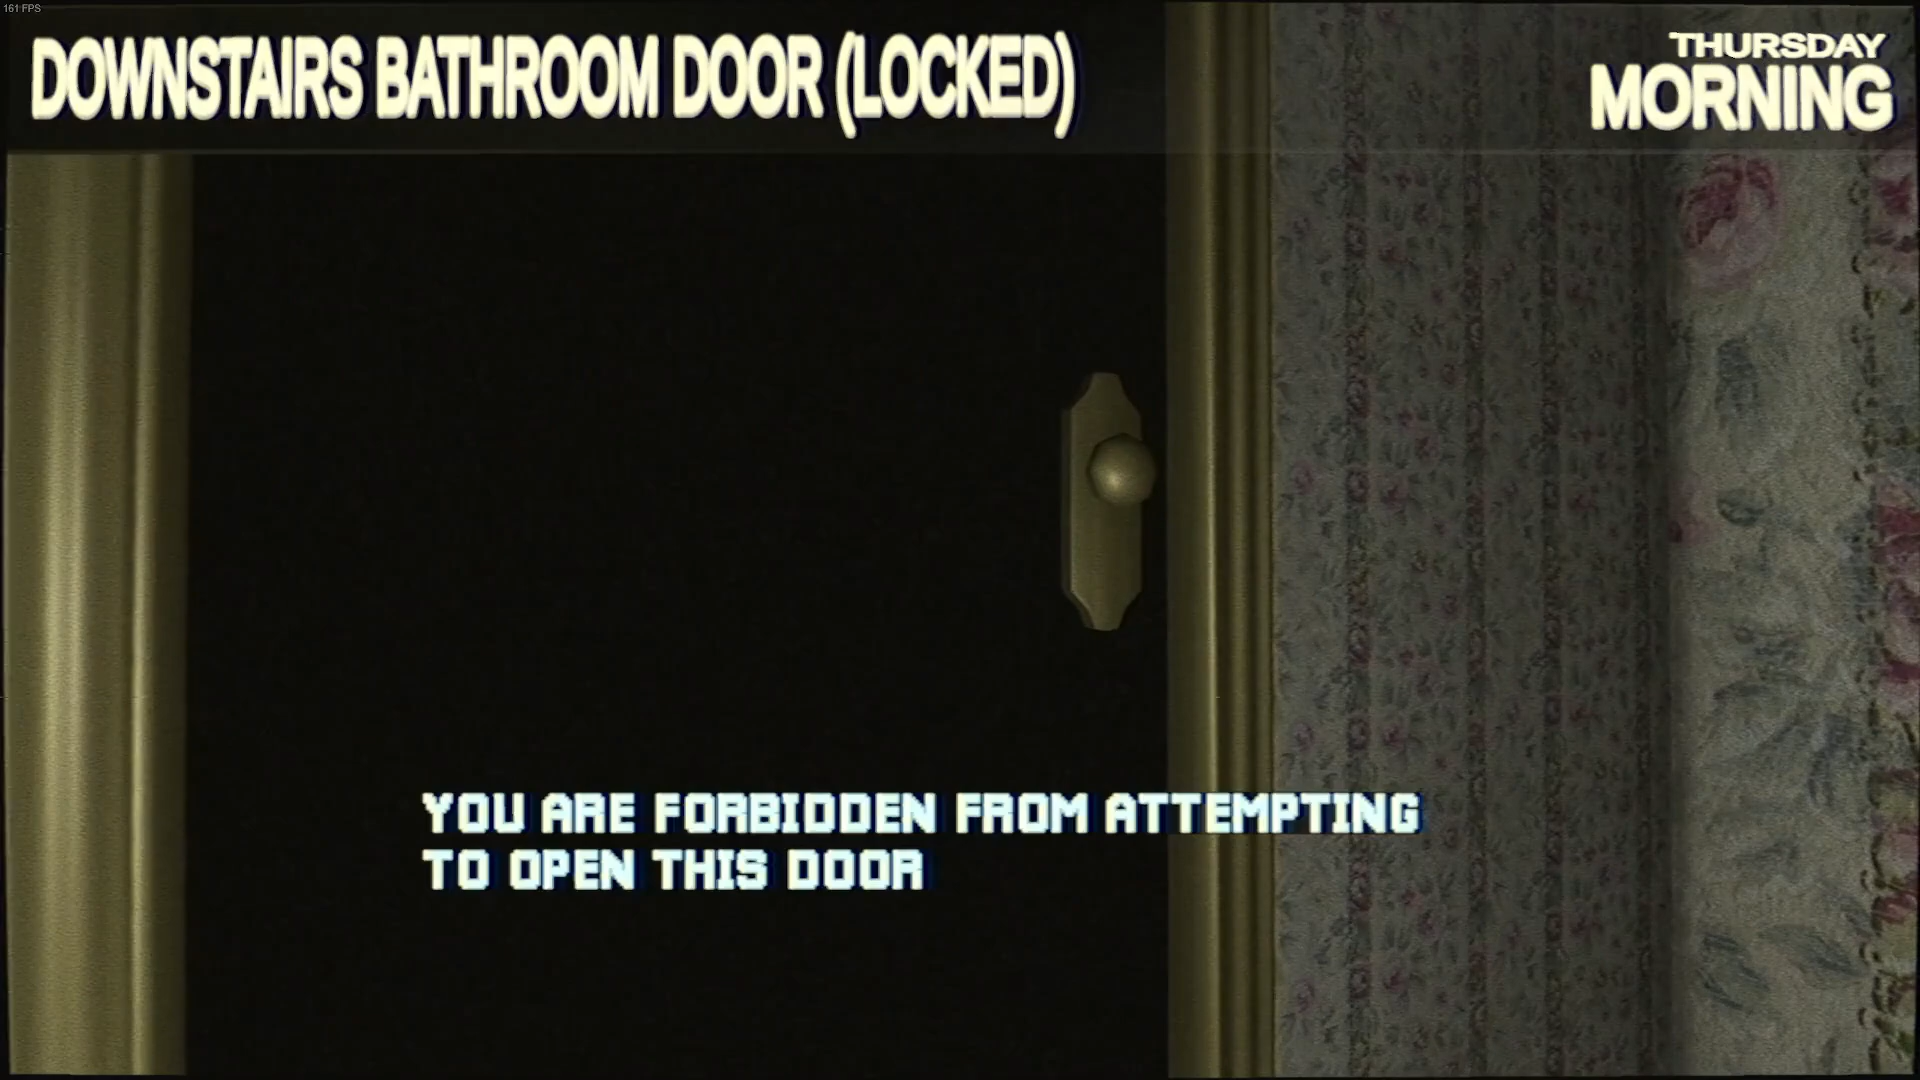 161 FPS
DOWNSTAIRS BATHROOM DOOR (LOCKED)
THURSDAY
MORNING
YOU ARE FORBIDDEN FROM ATTEMPTING
TO OPEN THIS DOOR